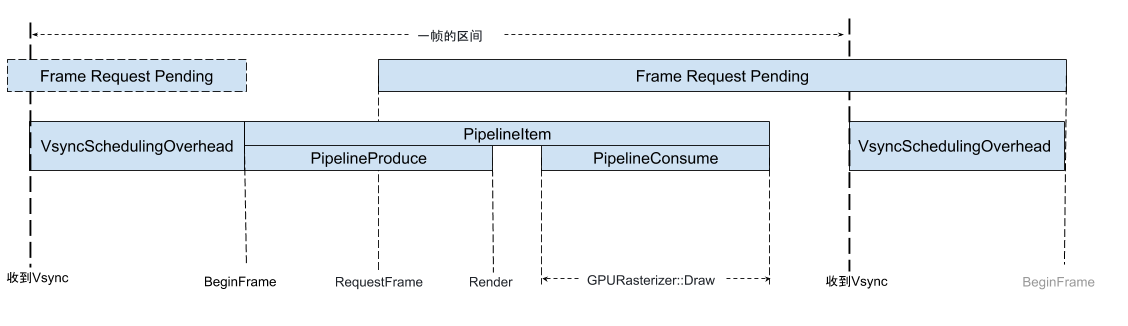 一帧的区间
Frame Request Pending
Frame Request Pending
VsyncSchedulingOverhead
PipelineItem
PipelineProduce
PipelineConsume
VsyncSchedulingOverhead
收到Vsync
BeginFrame
RequestFrame
Render
GPURasterizer::Draw
收到Vsync
BeginFrame